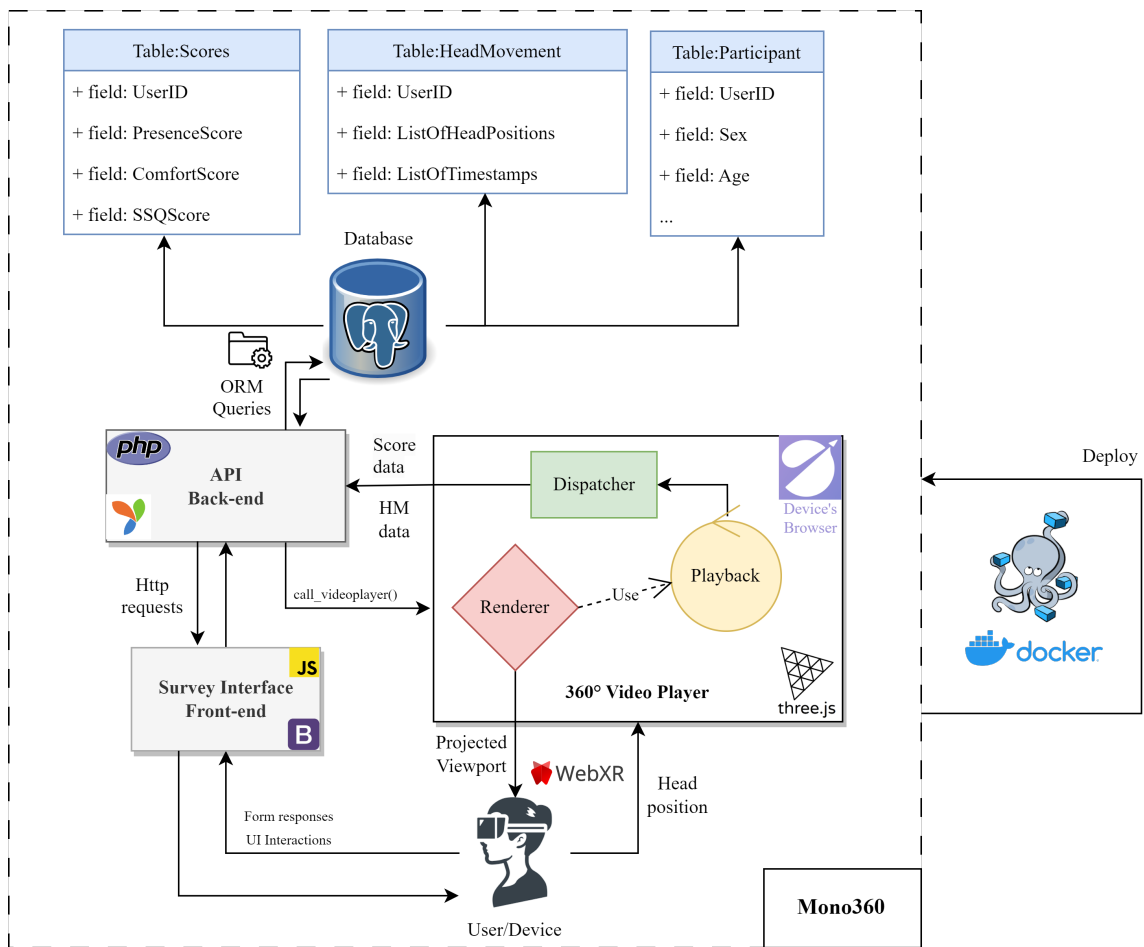 Table:Scores
+ field: UserID
+ field: PresenceScore
+ field: ComfortScore
+ field: SSQScore
Table:HeadMovement
+ field: UserID
+ field: ListOfHeadPositions
+ field: ListOfTimestamps
Table:Participant
+ field: UserID
+ field: Sex
+ field: Age
...
Database
ORM
Queries
php
API
Back-end
Score
data
HM
data
Dispatcher
Device's
Browser
Playback
Renderer
Use
360° Video Player
three.js
Http
requests
call_videoplayer()
JS
Survey Interface
Front-end
B
Projected
Viewport
WebXR
Head
position
Form responses
UI Interactions
User/Device
Deploy
docker
Mono360